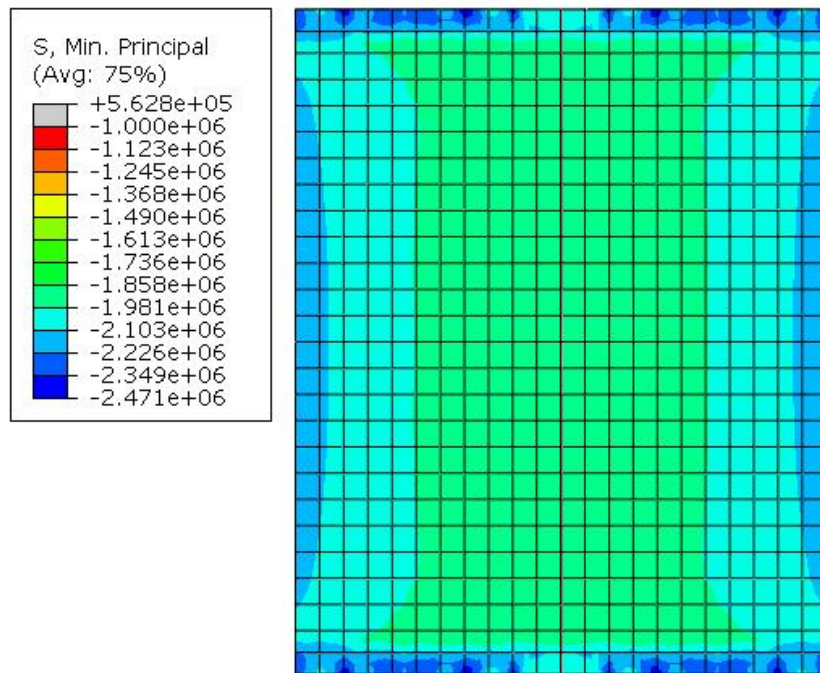 S, Min. Principal
(Avg: 75%)
+5.628e+05
-1.000e+06
-1.123e+06
-1.245e+06
-1.368e+06
-1.490e+06
-1.613e+06
-1.736e+06
-1.858e+06
-1.981e+06
-2.103e+06
-2.226e+06
-2.349e+06
-2.471e+06